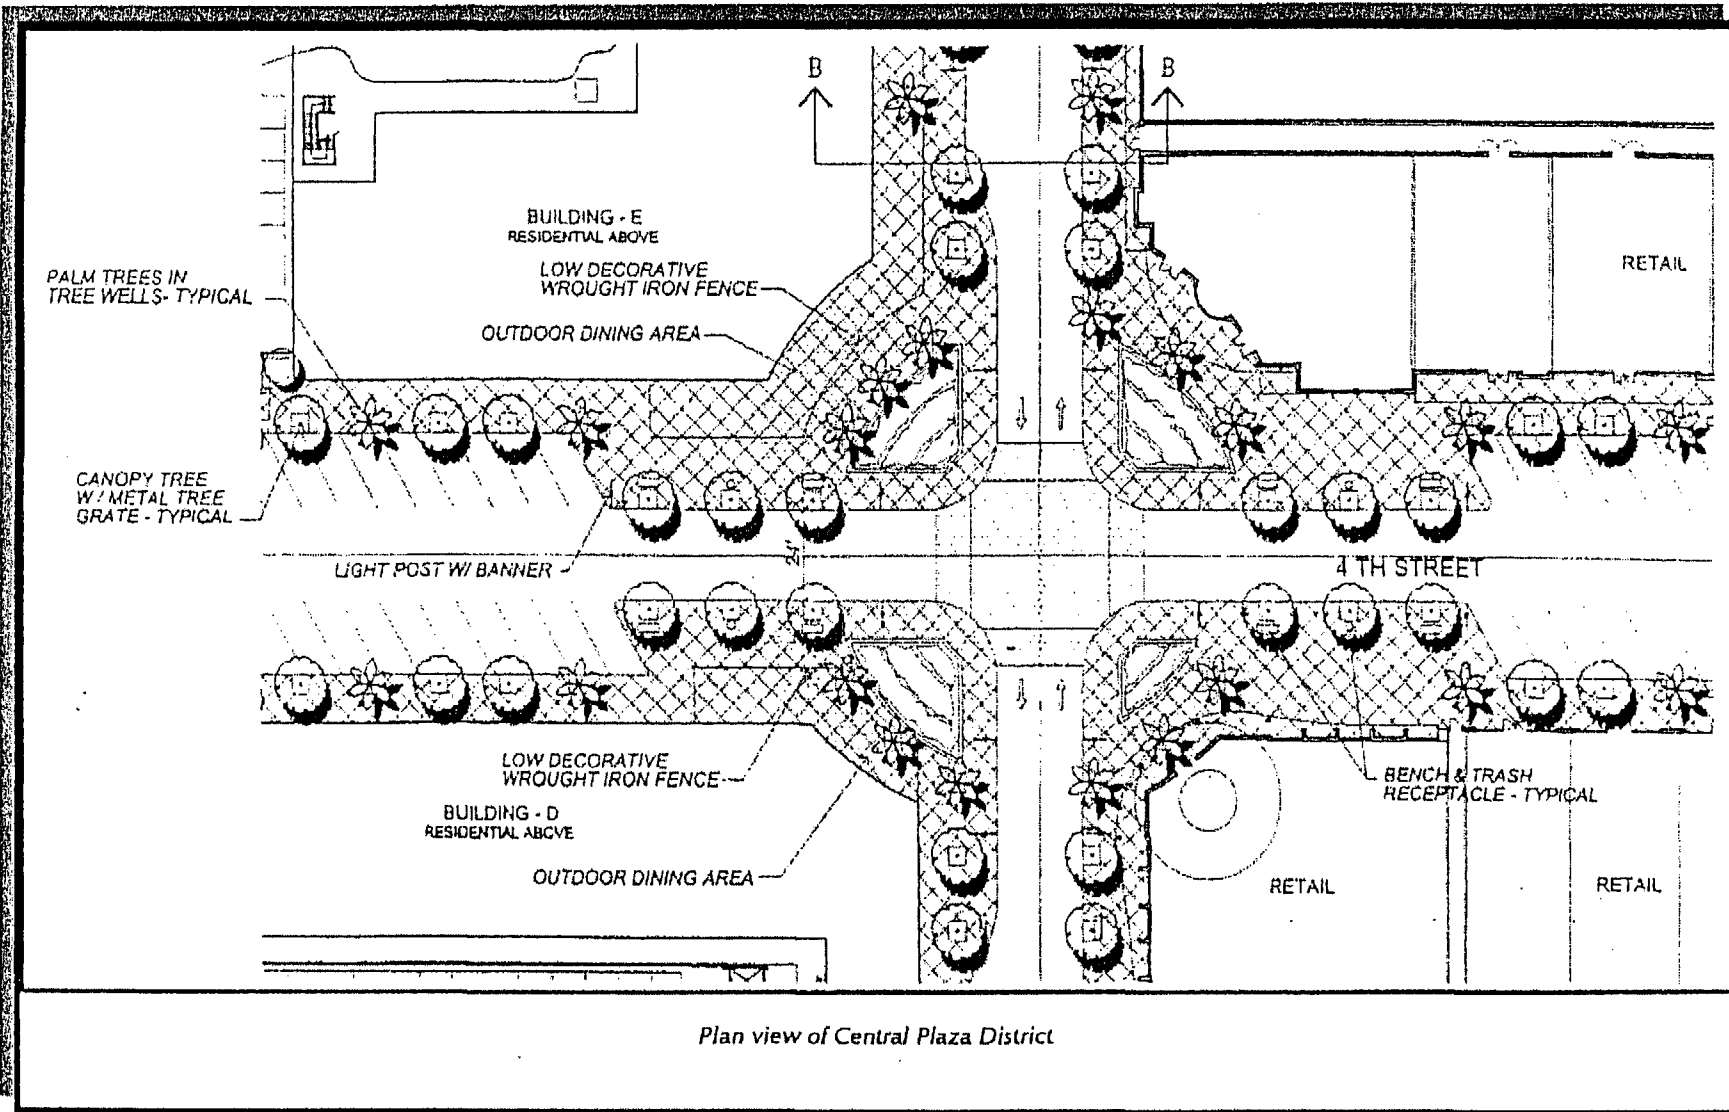 B
B
BUILDING - E
RESIDENTIAL ABOVE
LOW DECORATIVE
WROUGHT IRON FENCE
RETAIL
PALM TREES IN
TREE WELLS- TYPICAL
OUTDOOR DINING AREA
CANOPY TREE
W/ METAL TREE
GRATE - TYPICAL
LIGHT POST W/ BANNER
24'
4 TH STREET
LOW DECORATIVE
WROUGHT IRON FENCE
BENCH & TRASH
RECEPTACLE - TYPICAL
BUILDING - D
RESIDENTIAL ABOVE
OUTDOOR DINING AREA
RETAIL
RETAIL
Plan view of Central Plaza District